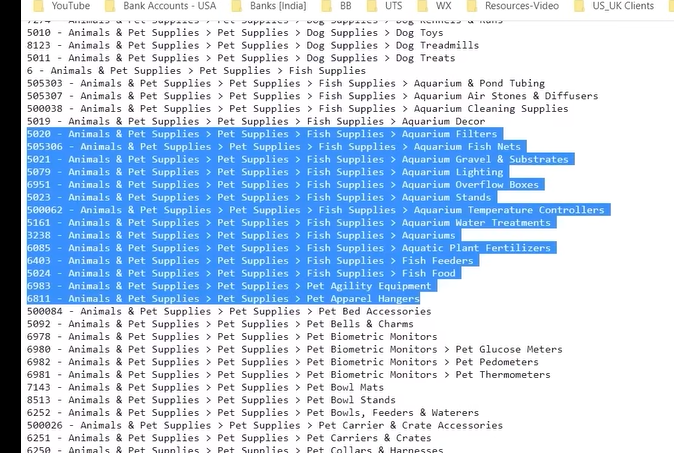 YouTube Bank Accounts - USA Banks [India] BB UTS WX Resources-Video US_UK Clients
7274 - Animals & Pet Supplies > Pet Supplies > Dog Supplies > Dog Kennels & Runs
5010 - Animals & Pet Supplies > Pet Supplies > Dog Supplies > Dog Toys
8123 - Animals & Pet Supplies > Pet Supplies > Dog Supplies > Dog Treadmills
5011 - Animals & Pet Supplies > Pet Supplies > Dog Supplies > Dog Treats
6 - Animals & Pet Supplies > Pet Supplies > Fish Supplies
505303 - Animals & Pet Supplies > Pet Supplies > Fish Supplies > Aquarium & Pond Tubing
505307 - Animals & Pet Supplies > Pet Supplies > Fish Supplies > Aquarium Air Stones & Diffusers
500038 - Animals & Pet Supplies > Pet Supplies > Fish Supplies > Aquarium Cleaning Supplies
5019 - Animals & Pet Supplies > Pet Supplies > Fish Supplies > Aquarium Decor
5020 - Animals & Pet Supplies > Pet Supplies > Fish Supplies > Aquarium Filters
505306 - Animals & Pet Supplies > Pet Supplies > Fish Supplies > Aquarium Fish Nets
5021 - Animals & Pet Supplies > Pet Supplies > Fish Supplies > Aquarium Gravel & Substrates
5079 - Animals & Pet Supplies > Pet Supplies > Fish Supplies > Aquarium Lighting
6951 - Animals & Pet Supplies > Pet Supplies > Fish Supplies > Aquarium Overflow Boxes
5023 - Animals & Pet Supplies > Pet Supplies > Fish Supplies > Aquarium Stands
500062 - Animals & Pet Supplies > Pet Supplies > Fish Supplies > Aquarium Temperature Controllers
5161 - Animals & Pet Supplies > Pet Supplies > Fish Supplies > Aquarium Water Treatments
3238 - Animals & Pet Supplies > Pet Supplies > Fish Supplies > Aquariums
6085 - Animals & Pet Supplies > Pet Supplies > Fish Supplies > Aquatic Plant Fertilizers
6403 - Animals & Pet Supplies > Pet Supplies > Fish Supplies > Fish Feeders
5024 - Animals & Pet Supplies > Pet Supplies > Fish Supplies > Fish Food
6983 - Animals & Pet Supplies > Pet Supplies > Pet Agility Equipment
6811 - Animals & Pet Supplies > Pet Supplies > Pet Apparel Hangers
500084 - Animals & Pet Supplies > Pet Supplies > Pet Bed Accessories
5092 - Animals & Pet Supplies > Pet Supplies > Pet Bells & Charms
6978 - Animals & Pet Supplies > Pet Supplies > Pet Biometric Monitors
6980 - Animals & Pet Supplies > Pet Supplies > Pet Biometric Monitors > Pet Glucose Meters
6982 - Animals & Pet Supplies > Pet Supplies > Pet Biometric Monitors > Pet Pedometers
6981 - Animals & Pet Supplies > Pet Supplies > Pet Biometric Monitors > Pet Thermometers
7143 - Animals & Pet Supplies > Pet Supplies > Pet Bowl Mats
8513 - Animals & Pet Supplies > Pet Supplies > Pet Bowl Stands
6252 - Animals & Pet Supplies > Pet Supplies > Pet Bowls, Feeders & Waterers
500026 - Animals & Pet Supplies > Pet Supplies > Pet Carrier & Crate Accessories
6251 - Animals & Pet Supplies > Pet Supplies > Pet Carriers & Crates
6250 - Animals & Pet Supplies > Pet Supplies > Pet Collars & Harnesses